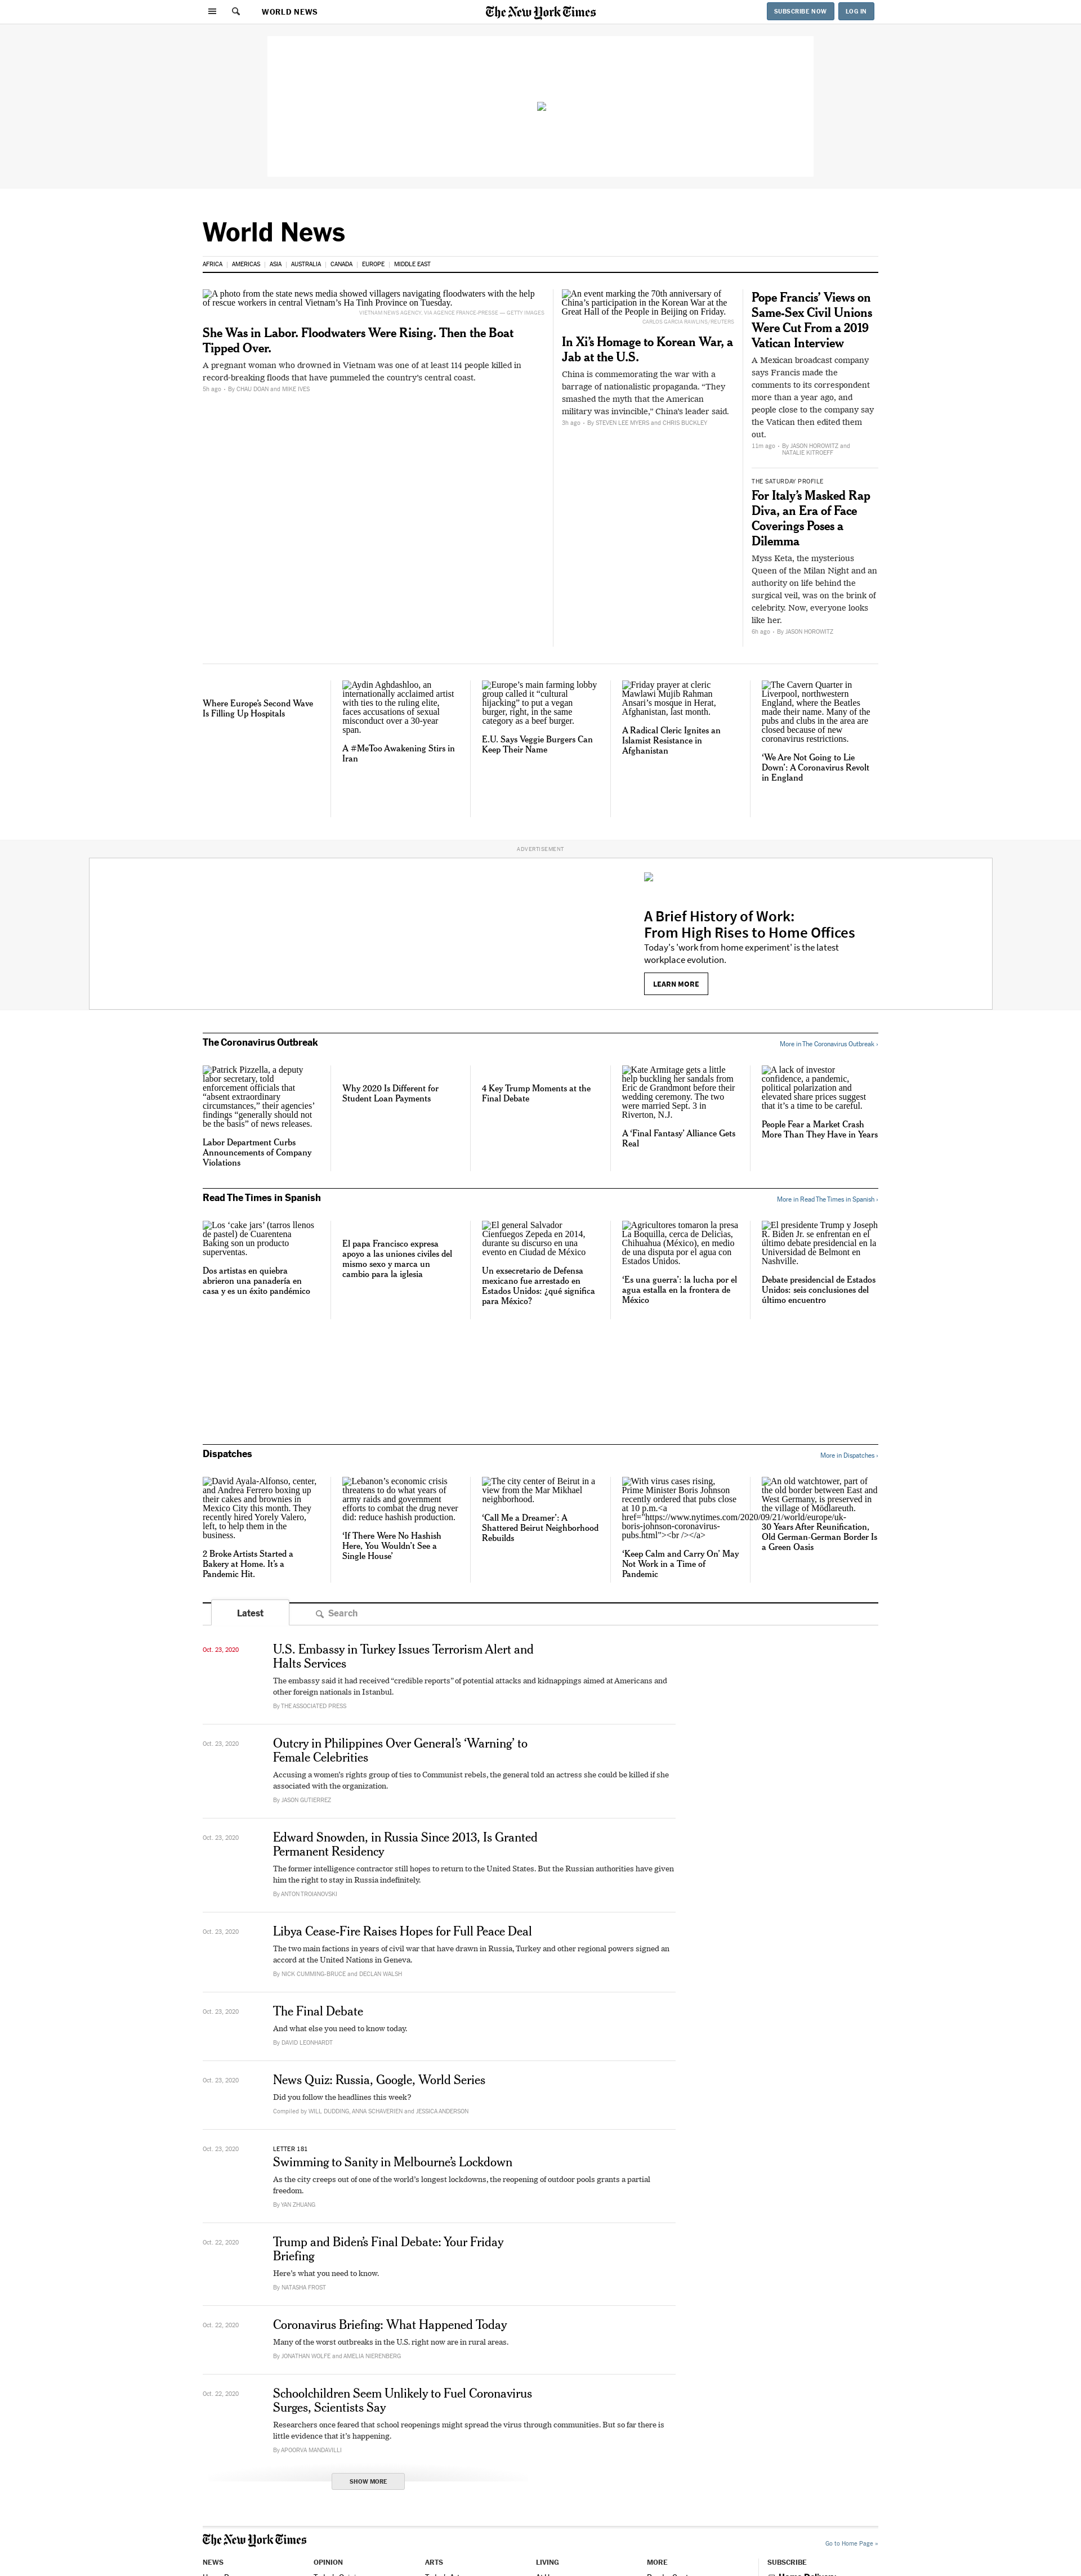 WORLD NEWS
The New York Times
SUBSCRIBE NOW
LOG IN
World News
AFRICA | AMERICAS | ASIA | AUSTRALIA | CANADA | EUROPE | MIDDLE EAST
A photo from the state news media showed villagers navigating floodwaters with the help
of rescue workers in central Vietnam’s Ha Tinh Province on Tuesday.
VIETNAM NEWS AGENCY, VIA AGENCE FRANCE-PRESSE — GETTY IMAGES
She Was in Labor. Floodwaters Were Rising. Then the Boat
Tipped Over.
A pregnant woman who drowned in Vietnam was one of at least 114 people killed in
record-breaking floods that have pummeled the country’s central coast.
5h ago • By CHAU DOAN and MIKE IVES
An event marking the 70th anniversary of
China’s participation in the Korean War at the
Great Hall of the People in Beijing on Friday.
CARLOS GARCIA RAWLINS/REUTERS
In Xi’s Homage to Korean War, a
Jab at the U.S.
China is commemorating the war with a
barrage of nationalistic propaganda. “They
smashed the myth that the American
military was invincible,” China’s leader said.
3h ago • By STEVEN LEE MYERS and CHRIS BUCKLEY
Pope Francis’ Views on
Same-Sex Civil Unions
Were Cut From a 2019
Vatican Interview
A Mexican broadcast company
says Francis made the
comments to its correspondent
more than a year ago, and
people close to the company say
the Vatican then edited them
out.
11m ago • By JASON HOROWITZ and
NATALIE KITROEFF
THE SATURDAY PROFILE
For Italy’s Masked Rap
Diva, an Era of Face
Coverings Poses a
Dilemma
Myss Keta, the mysterious
Queen of the Milan Night and an
authority on life behind the
surgical veil, was on the brink of
celebrity. Now, everyone looks
like her.
6h ago • By JASON HOROWITZ
Where Europe’s Second Wave
Is Filling Up Hospitals
Aydin Aghdashloo, an
internationally acclaimed artist
with ties to the ruling elite,
faces accusations of sexual
misconduct over a 30-year
span.
A #MeToo Awakening Stirs in
Iran
Europe’s main farming lobby
group called it “cultural
hijacking” to put a vegan
burger, right, in the same
category as a beef burger.
E.U. Says Veggie Burgers Can
Keep Their Name
Friday prayer at cleric
Mawlawi Mujib Rahman
Ansari’s mosque in Herat,
Afghanistan, last month.
A Radical Cleric Ignites an
Islamist Resistance in
Afghanistan
The Cavern Quarter in
Liverpool, northwestern
England, where the Beatles
made their name. Many of the
pubs and clubs in the area are
closed because of new
coronavirus restrictions.
‘We Are Not Going to Lie
Down’: A Coronavirus Revolt
in England
ADVERTISEMENT
A Brief History of Work:
From High Rises to Home Offices
Today's 'work from home experiment' is the latest
workplace evolution.
LEARN MORE
The Coronavirus Outbreak
More in The Coronavirus Outbreak ›
Patrick Pizzella, a deputy
labor secretary, told
enforcement officials that
“absent extraordinary
circumstances,” their agencies’
findings “generally should not
be the basis” of news releases.
Labor Department Curbs
Announcements of Company
Violations
Why 2020 Is Different for
Student Loan Payments
4 Key Trump Moments at the
Final Debate
Kate Armitage gets a little
help buckling her sandals from
Eric de Grandmont before their
wedding ceremony. The two
were married Sept. 3 in
Riverton, N.J.
A ‘Final Fantasy’ Alliance Gets
Real
A lack of investor
confidence, a pandemic,
political polarization and
elevated share prices suggest
that it’s a time to be careful.
People Fear a Market Crash
More Than They Have in Years
Read The Times in Spanish
More in Read The Times in Spanish ›
Los ‘cake jars’ (tarros llenos
de pastel) de Cuarentena
Baking son un producto
superventas.
Dos artistas en quiebra
abrieron una panadería en
casa y es un éxito pandémico
El papa Francisco expresa
apoyo a las uniones civiles del
mismo sexo y marca un
cambio para la iglesia
El general Salvador
Cienfuegos Zepeda en 2014,
durante su discurso en una
evento en Ciudad de México
Un exsecretario de Defensa
mexicano fue arrestado en
Estados Unidos: ¿qué significa
para México?
Agricultores tomaron la presa
La Boquilla, cerca de Delicias,
Chihuahua (México), en medio
de una disputa por el agua con
Estados Unidos.
‘Es una guerra’: la lucha por el
agua estalla en la frontera de
México
El presidente Trump y Joseph
R. Biden Jr. se enfrentan en el
último debate presidencial en la
Universidad de Belmont en
Nashville.
Debate presidencial de Estados
Unidos: seis conclusiones del
último encuentro
Dispatches
More in Dispatches ›
David Ayala-Alfonso, center,
and Andrea Ferrero boxing up
their cakes and brownies in
Mexico City this month. They
recently hired Yorely Valero,
left, to help them in the
business.
2 Broke Artists Started a
Bakery at Home. It’s a
Pandemic Hit.
Lebanon’s economic crisis
threatens to do what years of
army raids and government
efforts to combat the drug never
did: reduce hashish production.
‘If There Were No Hashish
Here, You Wouldn’t See a
Single House’
The city center of Beirut in a
view from the Mar Mikhael
neighborhood.
‘Call Me a Dreamer’: A
Shattered Beirut Neighborhood
Rebuilds
With virus cases rising,
Prime Minister Boris Johnson
recently ordered that pubs close
at 10 p.m.<a
href="https://www.nytimes.com/2020/09/21/world/europe/uk-
boris-johnson-coronavirus-
pubs.html"><br /></a>
‘Keep Calm and Carry On’ May
Not Work in a Time of
Pandemic
An old watchtower, part of
the old border between East and
West Germany, is preserved in
the village of Mödlareuth.
30 Years After Reunification,
Old German-German Border Is
a Green Oasis
Latest
Search
Oct. 23, 2020
U.S. Embassy in Turkey Issues Terrorism Alert and
Halts Services
The embassy said it had received “credible reports” of potential attacks and kidnappings aimed at Americans and
other foreign nationals in Istanbul.
By THE ASSOCIATED PRESS
Oct. 23, 2020
Outcry in Philippines Over General’s ‘Warning’ to
Female Celebrities
Accusing a women’s rights group of ties to Communist rebels, the general told an actress she could be killed if she
associated with the organization.
By JASON GUTIERREZ
Oct. 23, 2020
Edward Snowden, in Russia Since 2013, Is Granted
Permanent Residency
The former intelligence contractor still hopes to return to the United States. But the Russian authorities have given
him the right to stay in Russia indefinitely.
By ANTON TROIANOVSKI
Oct. 23, 2020
Libya Cease-Fire Raises Hopes for Full Peace Deal
The two main factions in years of civil war that have drawn in Russia, Turkey and other regional powers signed an
accord at the United Nations in Geneva.
By NICK CUMMING-BRUCE and DECLAN WALSH
Oct. 23, 2020
The Final Debate
And what else you need to know today.
By DAVID LEONHARDT
Oct. 23, 2020
News Quiz: Russia, Google, World Series
Did you follow the headlines this week?
Compiled by WILL DUDDING, ANNA SCHAVERIEN and JESSICA ANDERSON
Oct. 23, 2020
LETTER 181
Swimming to Sanity in Melbourne’s Lockdown
As the city creeps out of one of the world’s longest lockdowns, the reopening of outdoor pools grants a partial
freedom.
By YAN ZHUANG
Oct. 22, 2020
Trump and Biden’s Final Debate: Your Friday
Briefing
Here’s what you need to know.
By NATASHA FROST
Oct. 22, 2020
Coronavirus Briefing: What Happened Today
Many of the worst outbreaks in the U.S. right now are in rural areas.
By JONATHAN WOLFE and AMELIA NIERENBERG
Oct. 22, 2020
Schoolchildren Seem Unlikely to Fuel Coronavirus
Surges, Scientists Say
Researchers once feared that school reopenings might spread the virus through communities. But so far there is
little evidence that it’s happening.
By APOORVA MANDAVILLI
SHOW MORE
The New York Times
Go to Home Page »
NEWS
OPINION
ARTS
LIVING
MORE
SUBSCRIBE